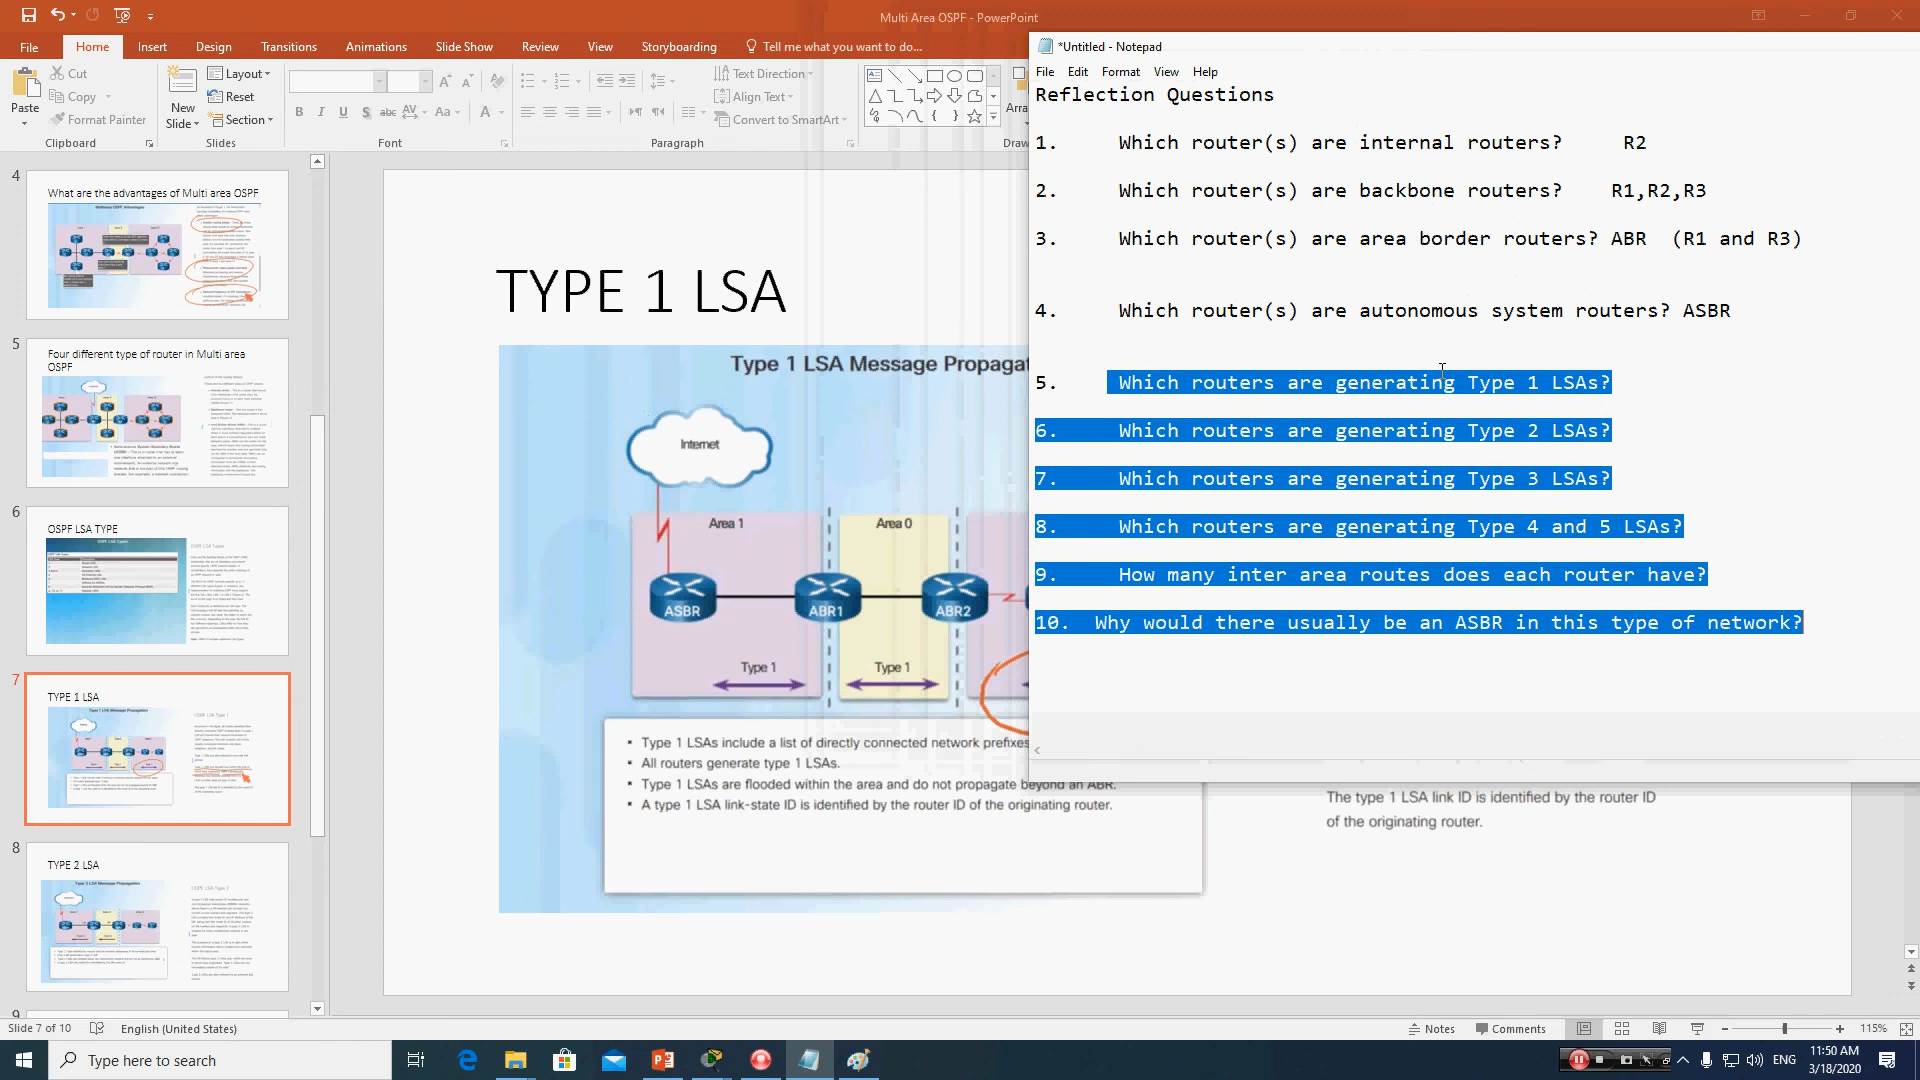 Multi Area OSPF - PowerPoint
File Home Insert Design Transitions Animations Slide Show Review View Storyboarding Tell me what you want to do...
Paste
Cut
Copy
Format Painter
Clipboard
New Slide
Layout
Reset
Section
Slides
B I U S abc AV Aa A
Font
Text Direction
Align Text
Convert to SmartArt
Paragraph
Arra
Draw
*Untitled - Notepad
File Edit Format View Help
Reflection Questions
1. Which router(s) are internal routers? R2
2. Which router(s) are backbone routers? R1,R2,R3
3. Which router(s) are area border routers? ABR (R1 and R3)
4. Which router(s) are autonomous system routers? ASBR
5. Which routers are generating Type 1 LSAs?
6. Which routers are generating Type 2 LSAs?
7. Which routers are generating Type 3 LSAs?
8. Which routers are generating Type 4 and 5 LSAs?
9. How many inter area routes does each router have?
10. Why would there usually be an ASBR in this type of network?
4
What are the advantages of Multi area OSPF
5
Four different type of router in Multi area
OSPF
6
OSPF LSA TYPE
7
TYPE 1 LSA
8
TYPE 2 LSA
9
TYPE 1 LSA
Type 1 LSA Message Propagat
Internet
Area 1
Area 0
ASBR
ABR1
ABR2
Type 1
Type 1
Type 1 LSAs include a list of directly connected network prefixes
All routers generate type 1 LSAs.
Type 1 LSAs are flooded within the area and do not propagate beyond an ABR.
A type 1 LSA link-state ID is identified by the router ID of the originating router.
The type 1 LSA link ID is identified by the router ID
of the originating router.
Slide 7 of 10 English (United States) Notes Comments 115%
Type here to search
ENG
11:50 AM
3/18/2020